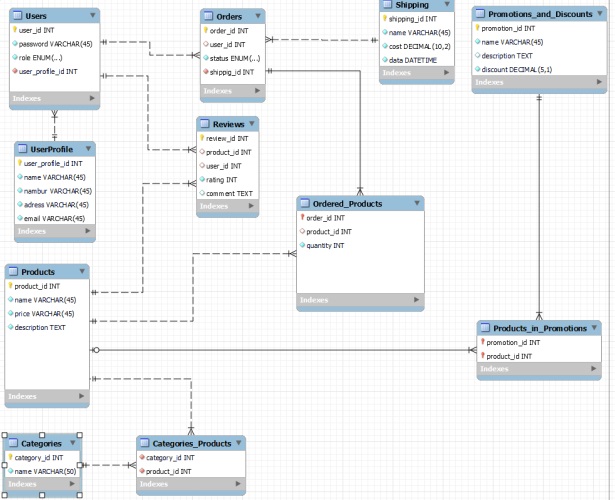 Users
user_id INT
password VARCHAR(45)
role ENUM(...)
user_profile_id INT
Indexes
Orders
order_id INT
user_id INT
status ENUM(...)
shippig_id INT
Indexes
Shipping
shipping_id INT
name VARCHAR(45)
cost DECIMAL(10,2)
data DATETIME
Indexes
Promotions_and_Discounts
promotion_id INT
name VARCHAR(45)
description TEXT
discount DECIMAL(5,1)
Indexes
UserProfile
user_profile_id INT
name VARCHAR(45)
nambur VARCHAR(45)
adress VARCHAR(45)
email VARCHAR(45)
Indexes
Reviews
review_id INT
product_id INT
user_id INT
rating INT
comment TEXT
Indexes
Ordered_Products
order_id INT
product_id INT
quantity INT
Indexes
Products
product_id INT
name VARCHAR(45)
price VARCHAR(45)
description TEXT
Indexes
Products_in_Promotions
promotion_id INT
product_id INT
Indexes
Categories
category_id INT
name VARCHAR(50)
Indexes
Categories_Products
category_id INT
product_id INT
Indexes